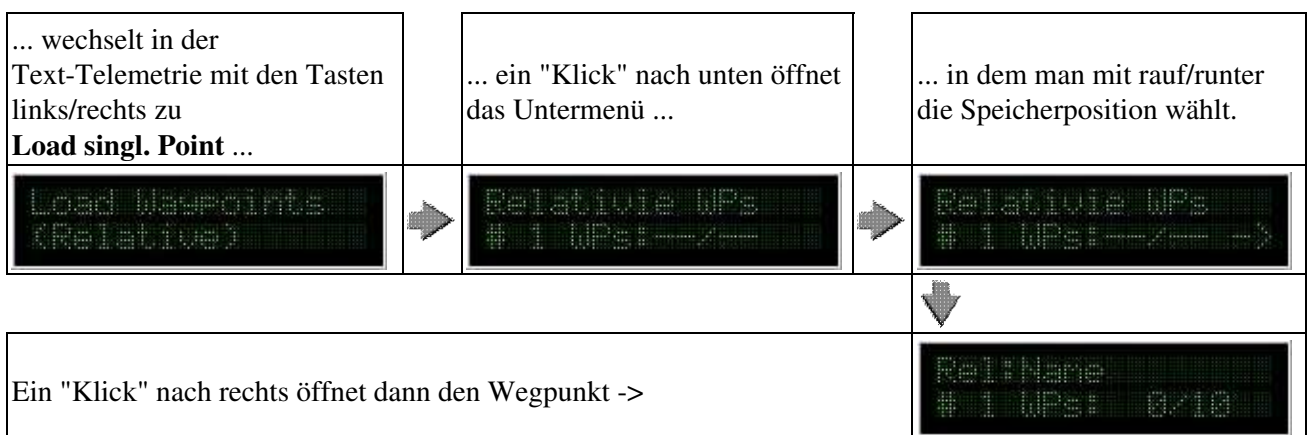 ... wechselt in der
Text-Telemetrie mit den Tasten
links/rechts zu
Load singl. Point ...
... ein "Klick" nach unten öffnet
das Untermenü ...
... in dem man mit rauf/runter
die Speicherposition wählt.
Load Waypoints
(Relative)
Relativie WPs
# 1 WPs:--/--
Relativie WPs
# 1 WPs:--/-- ->
Ein "Klick" nach rechts öffnet dann den Wegpunkt ->
Rel:Name
# 1 WPs: 0/10